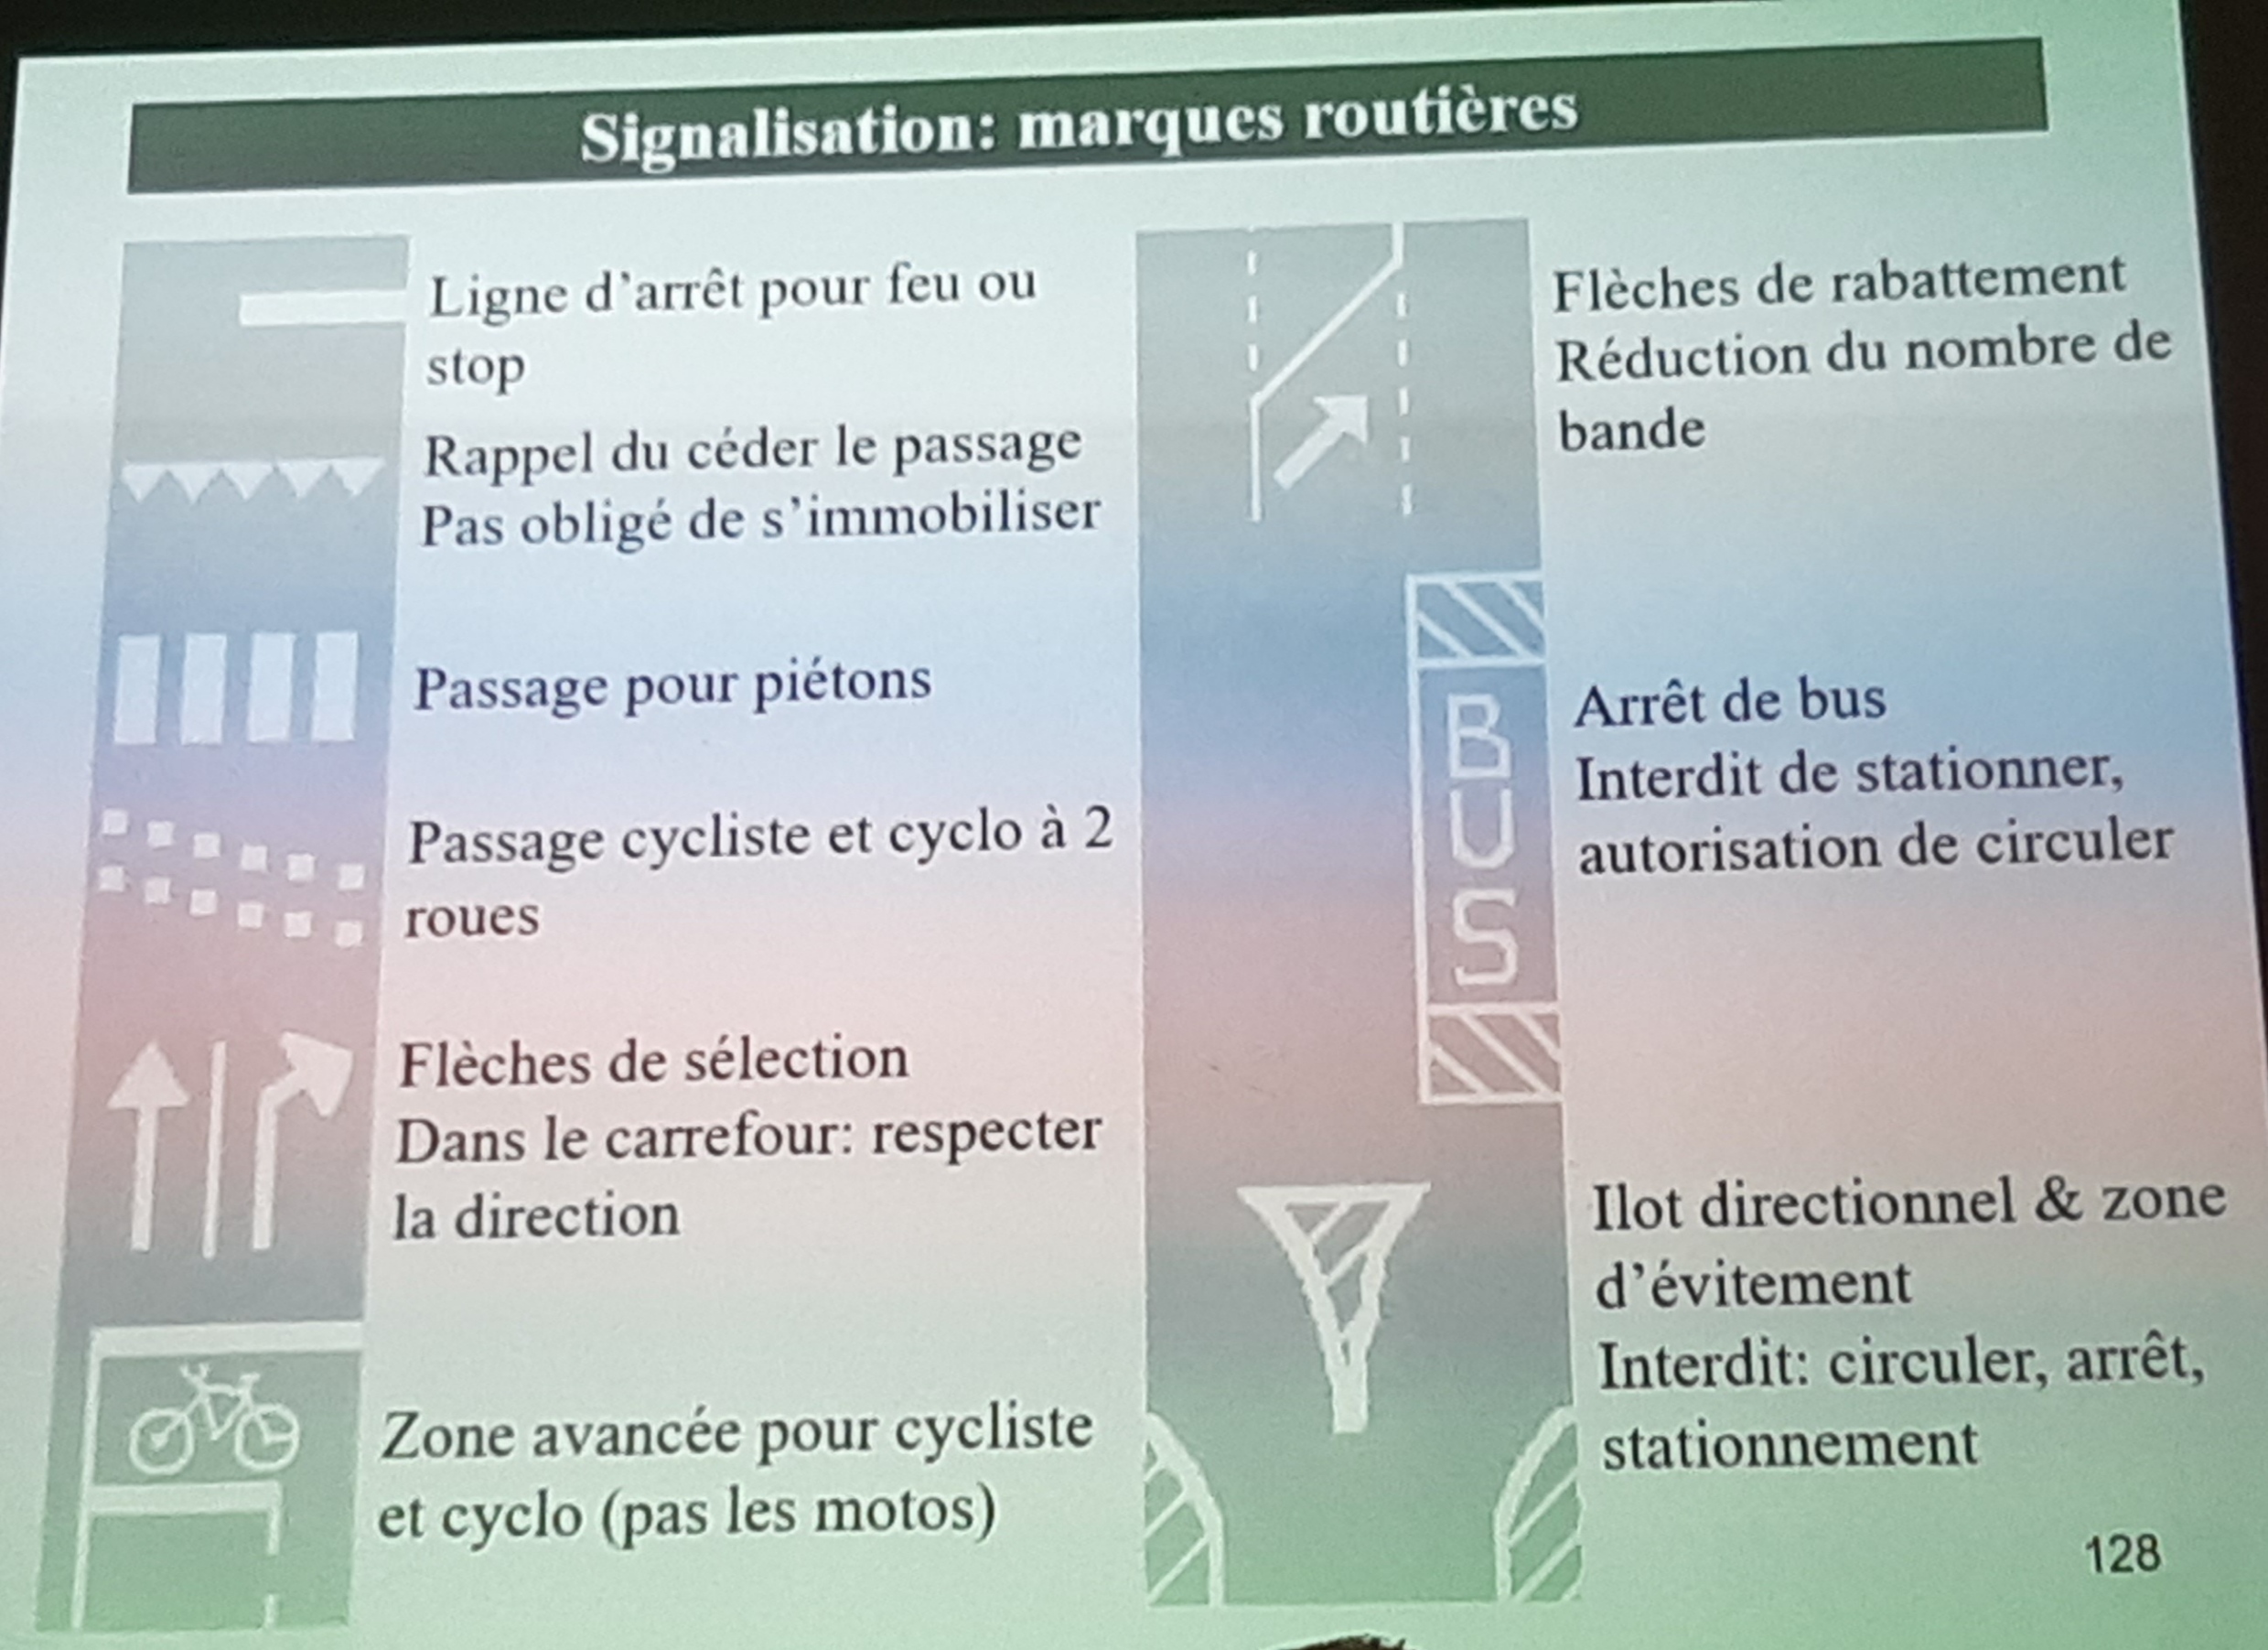 Signalisation: marques routières
Ligne d'arrêt pour feu ou
stop
Rappel du céder le passage
Pas obligé de s'immobiliser
Passage pour piétons
Passage cycliste et cyclo à 2
roues
Flèches de sélection
Dans le carrefour: respecter
la direction
Zone avancée pour cycliste
et cyclo (pas les motos)
Flèches de rabattement
Réduction du nombre de
bande
BUS
Arrêt de bus
Interdit de stationner,
autorisation de circuler
Ilot directionnel & zone
d'évitement
Interdit: circuler, arrêt,
stationnement
128